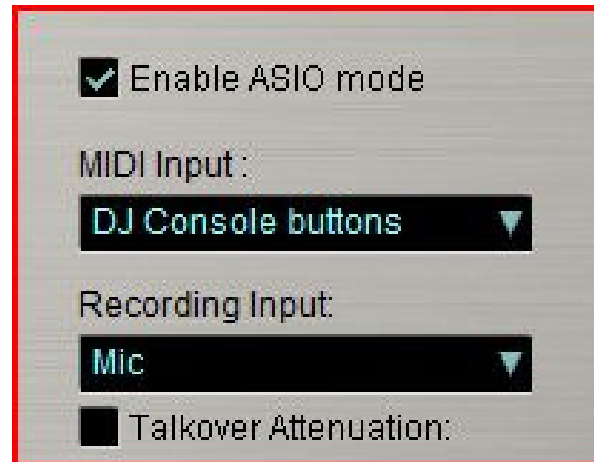 Enable ASIO mode
MIDI Input :
DJ Console buttons
Recording Input:
Mic
Talkover Attenuation: